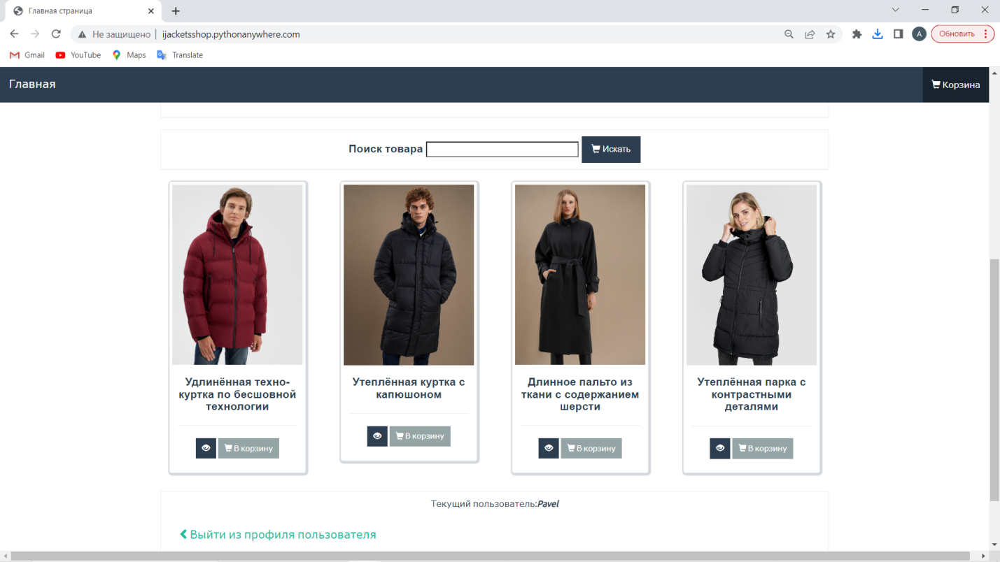 Главная страница
Не защищено | ijacketsshop.pythonanywhere.com
A
Обновить
Gmail YouTube Maps Translate
Главная
Корзина
Поиск товара
Искать
Удлинённая техно-
куртка по бесшовной
технологии
В корзину
Утеплённая куртка с
капюшоном
В корзину
Длинное пальто из
ткани с содержанием
шерсти
В корзину
Утеплённая парка с
контрастными
деталями
В корзину
Текущий пользователь:Pavel
Выйти из профиля пользователя